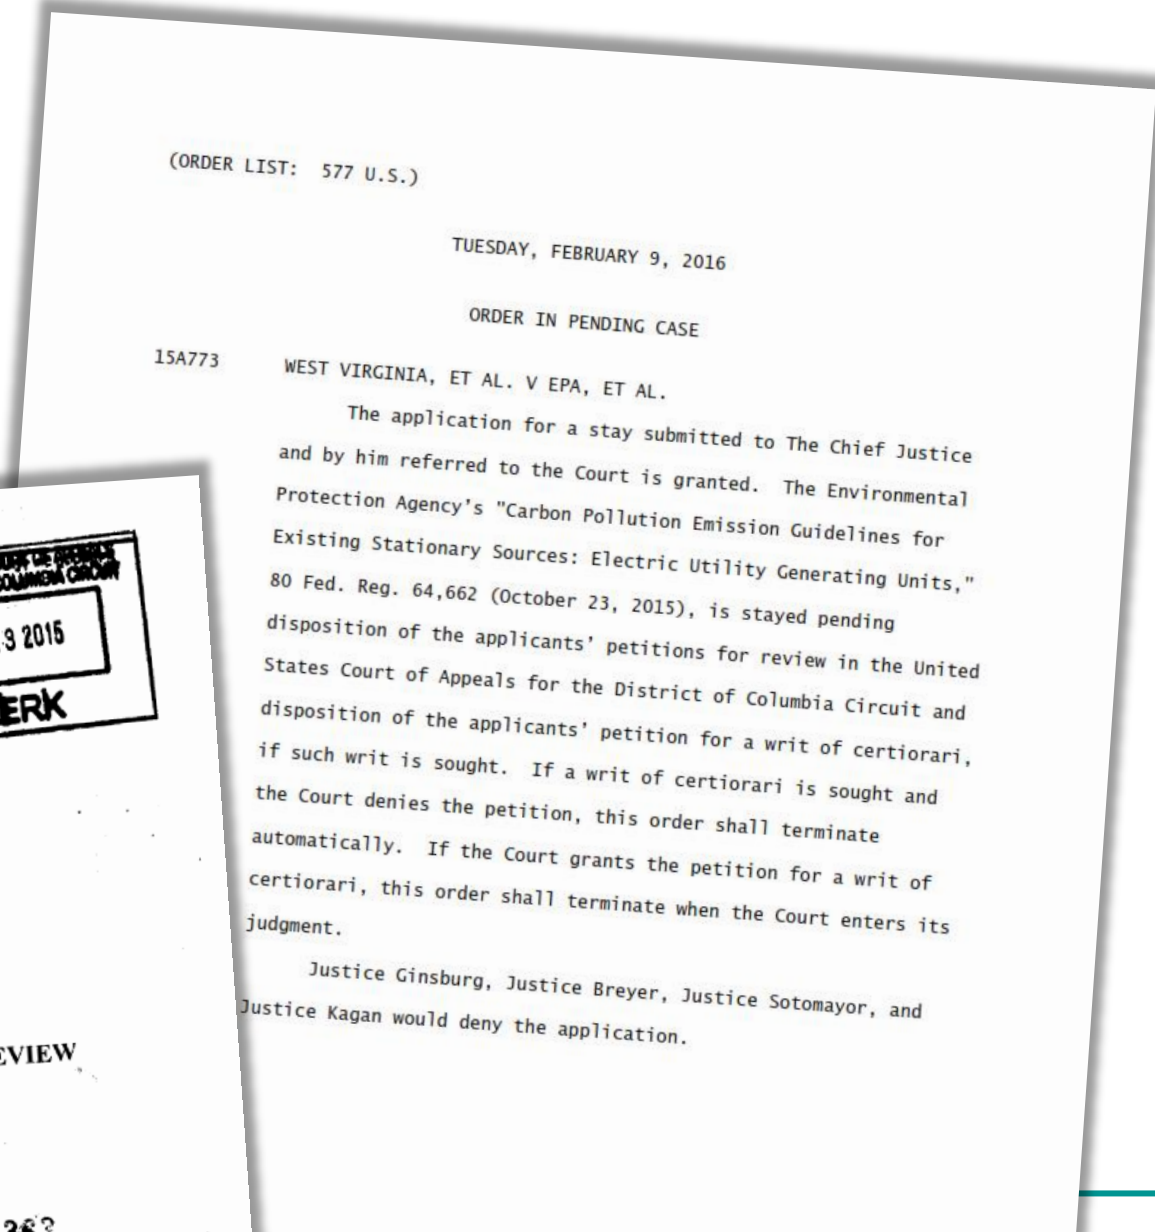 (ORDER LIST:  577 U.S.)
TUESDAY, FEBRUARY 9, 2016
ORDER IN PENDING CASE
15A773 WEST VIRGINIA, ET AL. V EPA, ET AL.
The application for a stay submitted to The Chief Justice
and by him referred to the Court is granted.  The Environmental
Protection Agency's "Carbon Pollution Emission Guidelines for
Existing Stationary Sources: Electric Utility Generating Units,"
80 Fed. Reg. 64,662 (October 23, 2015), is stayed pending
disposition of the applicants' petitions for review in the United
States Court of Appeals for the District of Columbia Circuit and
disposition of the applicants' petition for a writ of certiorari,
if such writ is sought.  If a writ of certiorari is sought and
the Court denies the petition, this order shall terminate
automatically.  If the Court grants the petition for a writ of
certiorari, this order shall terminate when the Court enters its
judgment.
Justice Ginsburg, Justice Breyer, Justice Sotomayor, and
Justice Kagan would deny the application.
COLUMBIA CIRCUIT
3 2015
ERK
EVIEW